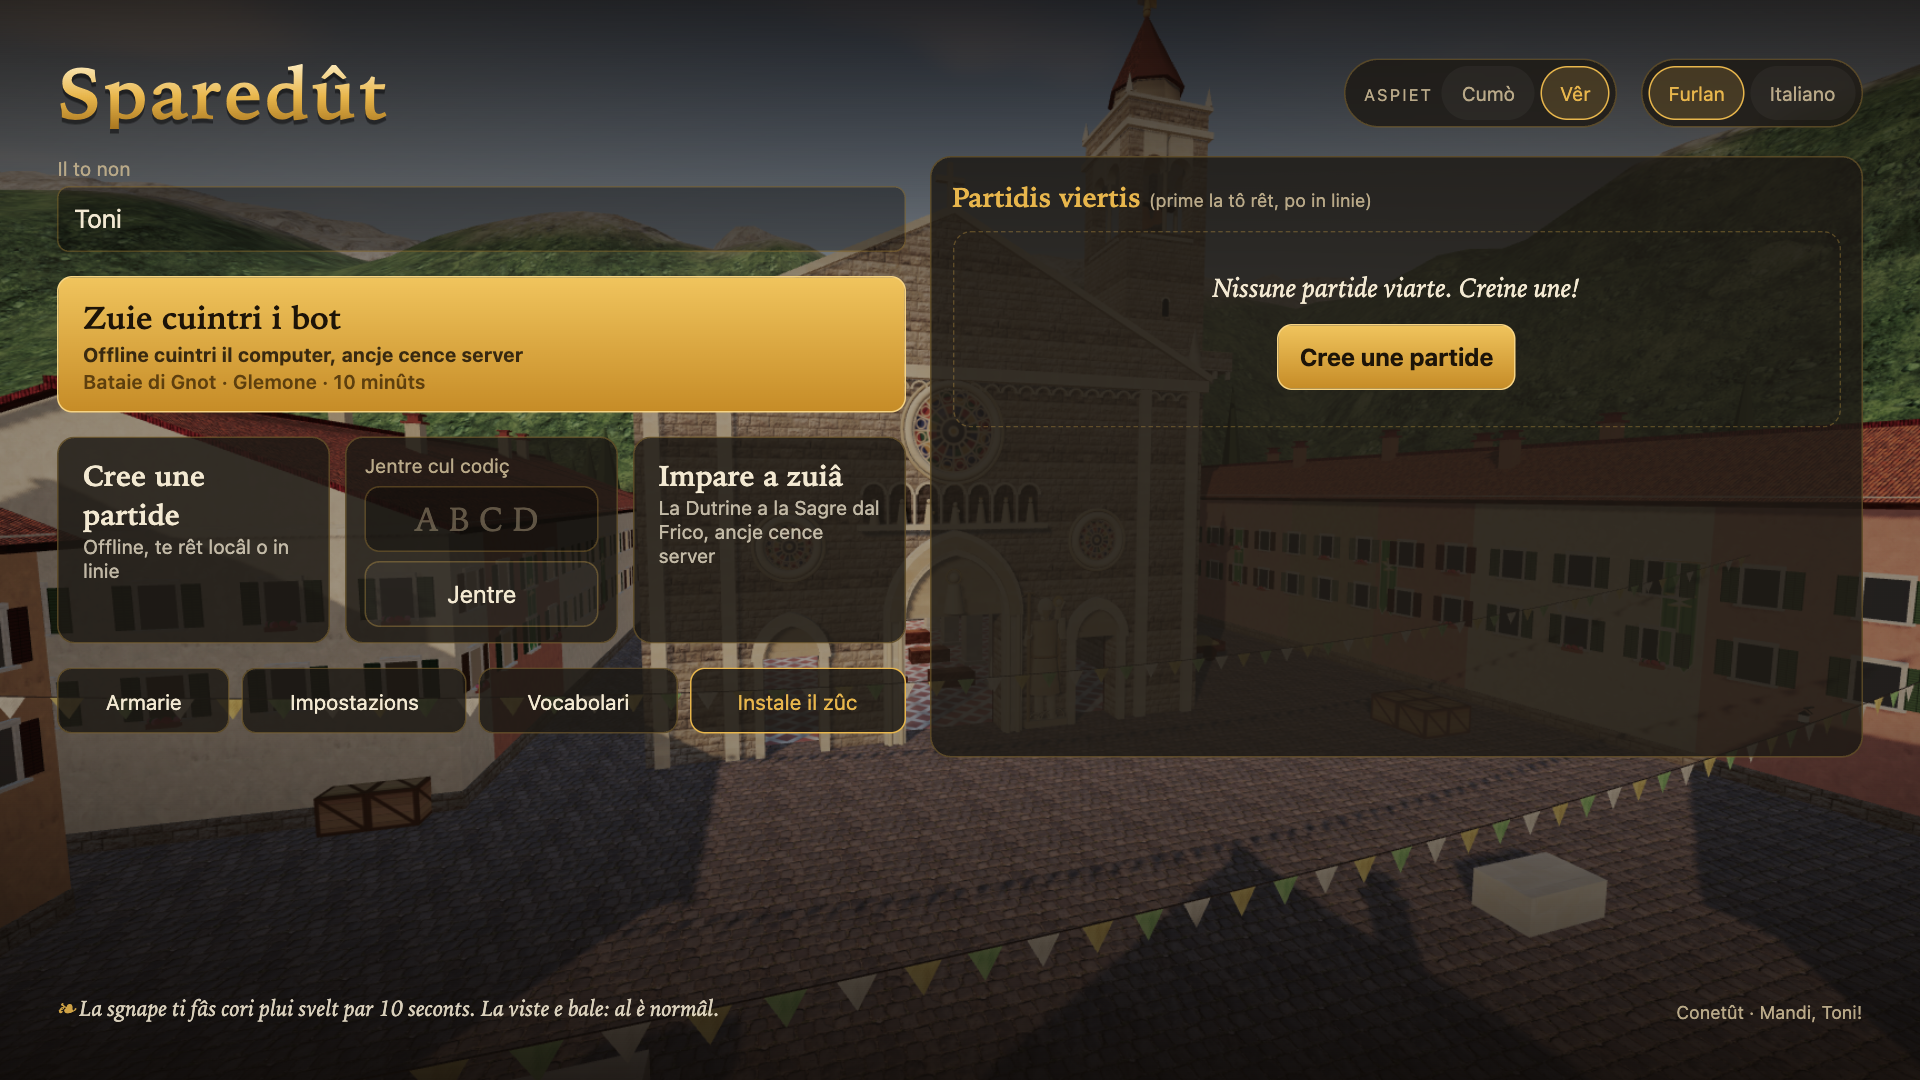 Sparedût
ASPIET Cumò Vêr
Furlan Italiano
Il to non
Toni
Zuie cuintri i bot
Offline cuintri il computer, ancje cence server
Bataie di Gnot · Glemone · 10 minûts
Cree une
partide
Offline, te rêt locâl o in
linie
Jentre cul codiç
ABCD
Jentre
Impare a zuiâ
La Dutrine a la Sagre dal
Frico, ancje cence
server
Armarie
Impostazions
Vocabolari
Instale il zûc
Partidis viertis (prime la tô rêt, po in linie)
Nissune partide viarte. Creine une!
Cree une partide
❧ La sgnape ti fâs cori plui svelt par 10 seconts. La viste e bale: al è normâl.
Conetût · Mandi, Toni!